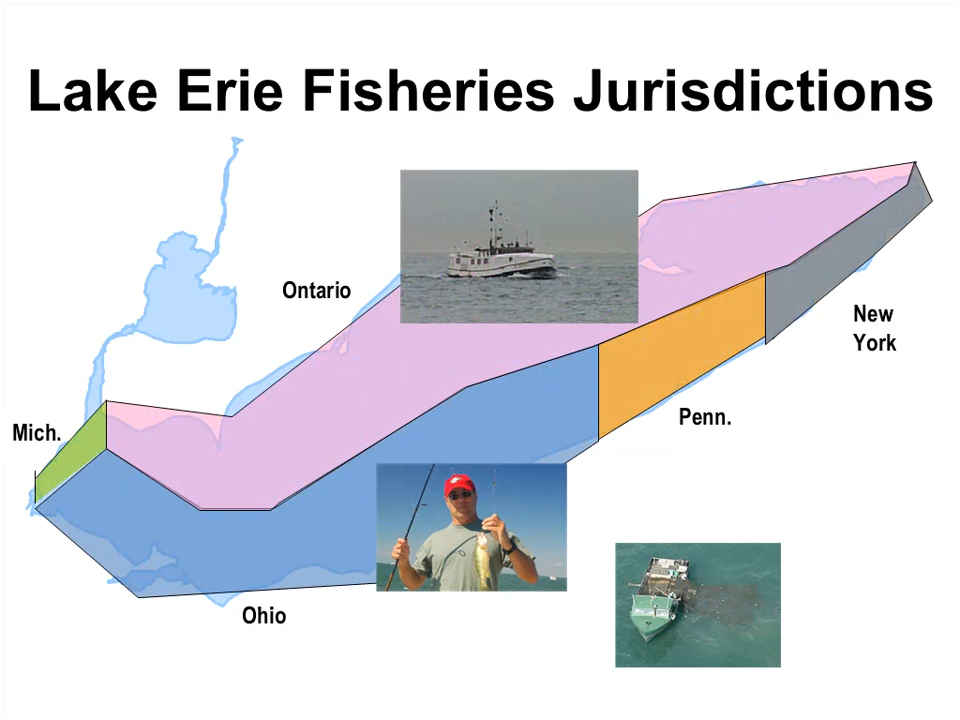 Lake Erie Fisheries Jurisdictions
Ontario
New
York
Penn.
Mich.
Ohio